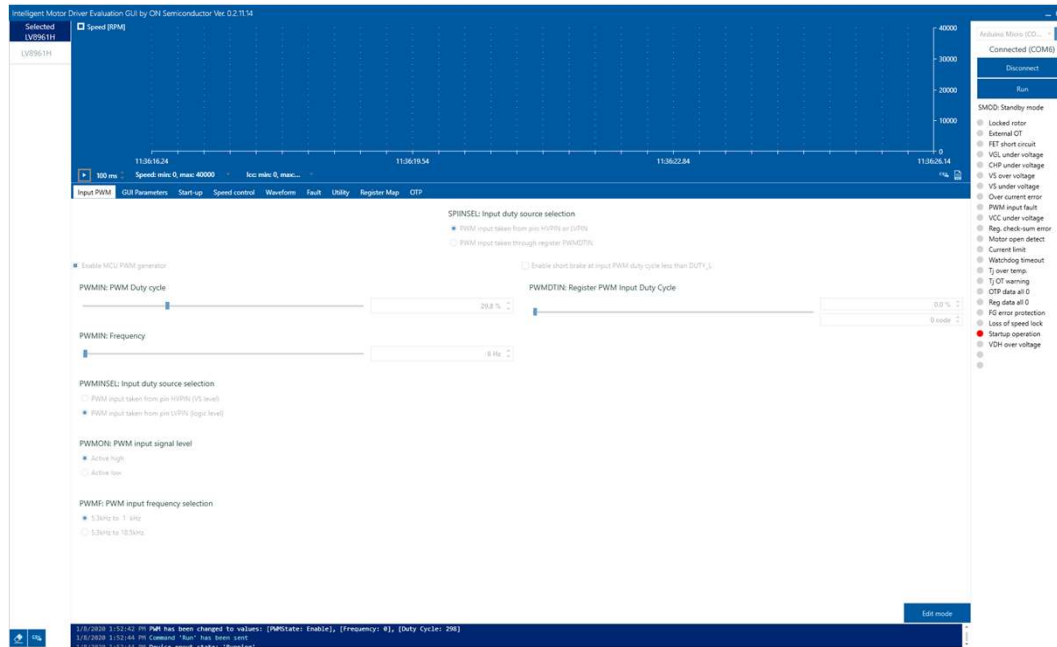 Intelligent Motor Driver Evaluation GUI by ON Semiconductor Ver. 0.2.11.14
Selected
LV8961H
LV8961H
Speed [RPM]
40000
30000
20000
10000
0
11:36:16.24
11:36:19.54
11:36:22.84
11:36:26.14
100 ms
Speed: min: 0, max: 40000
Icc: min: 0, max:...
Input PWM
GUI Parameters
Start-up
Speed control
Waveform
Fault
Utility
Register Map
OTP
SPIINSEL: Input duty source selection
PWM input taken from pin HVPIN or LVPIN
PWM input taken through register PWMDTIN
Enable MCU PWM generator
Enable short brake at input PWM duty cycle less than DUTY_L
PWMIN: PWM Duty cycle
29.8 %
PWMDTIN: Register PWM Input Duty Cycle
0.0 %
0 node
PWMIN: Frequency
Hz
PWMINSEL: Input duty source selection
PWM input taken from pin HVPIN (VS level)
PWM input taken from pin LVPIN (logic level)
PWMON: PWM input signal level
Active high
Active low
PWMF: PWM input frequency selection
5.3Hz to 1 kHz
5.3kHz to 18.5kHz
Edit mode
Arduino Micro (CO...
Connected (COM6)
Disconnect
Run
SMOD: Standby mode
Locked rotor
External OT
FET short circuit
VGL under voltage
CHP under voltage
VS over voltage
VS under voltage
Over current error
PWM input fault
VCC under voltage
Reg. check-sum error
Motor open detect
Current limit
Watchdog timeout
Tj over temp.
Tj OT warning
OTP data all 0
Reg data all 0
FG error protection
Loss of speed lock
Startup operation
VDH over voltage
1/8/2020 1:52:42 PM PWM has been changed to values: [PWMState: Enable], [Frequency: 0], [Duty Cycle: 298]
1/8/2020 1:52:44 PM Command 'Run' has been sent